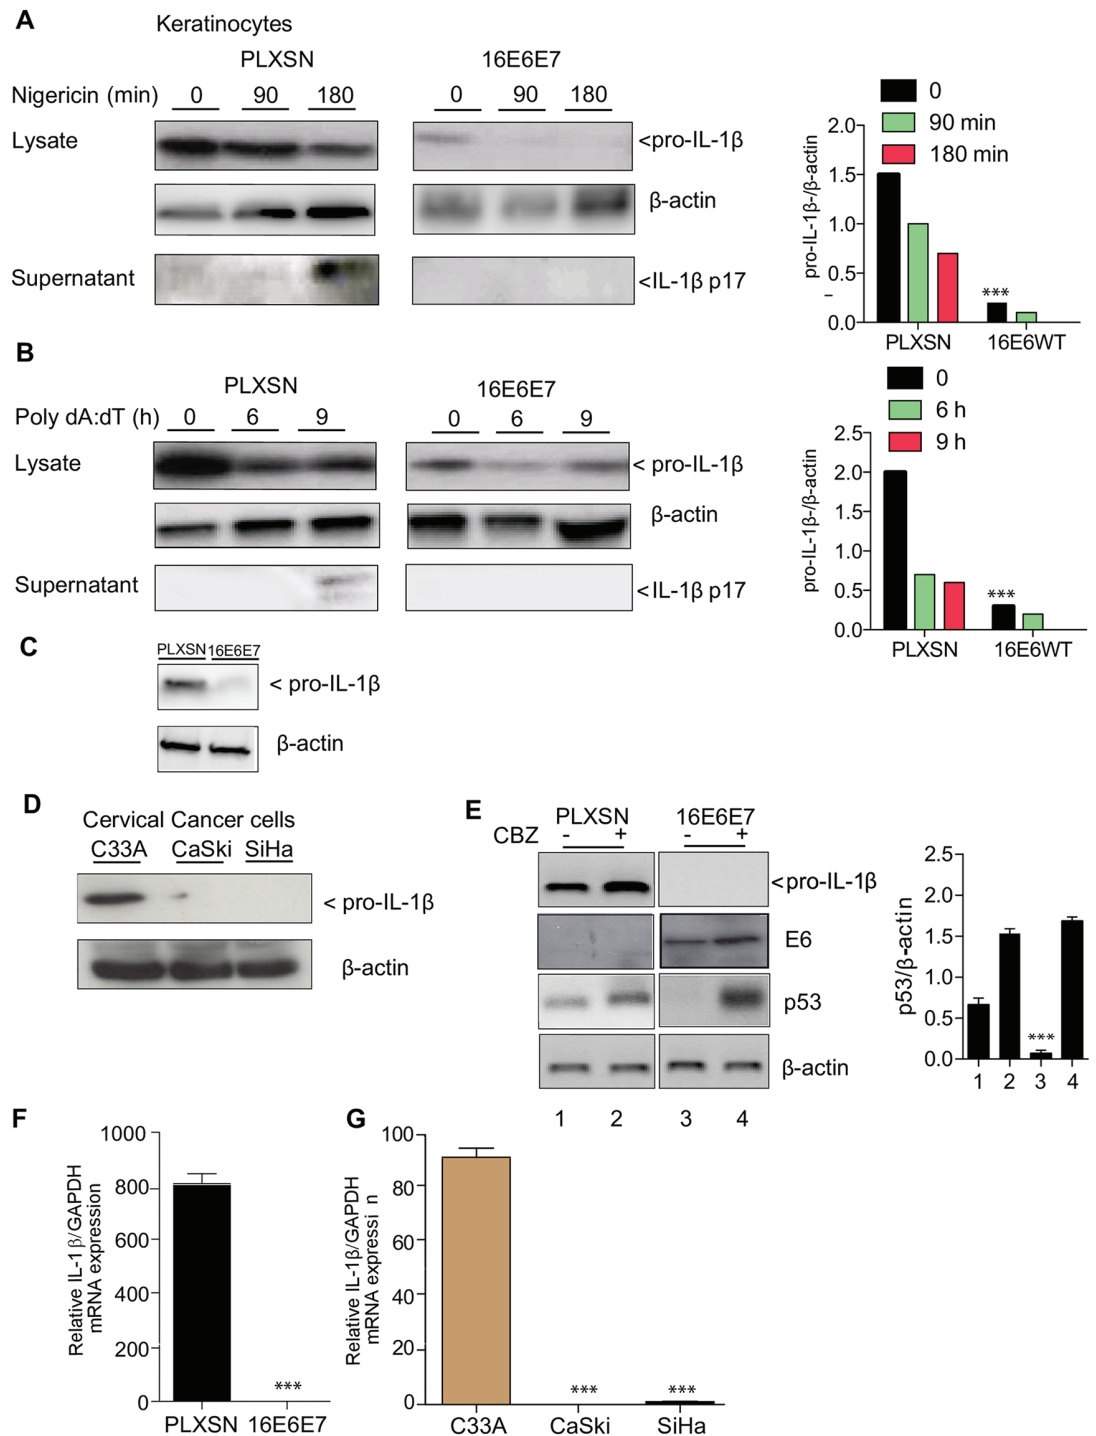 A
Keratinocytes
PLXSN
16E6E7
Nigericin (min) 0 90 180 0 90 180
Lysate
<pro-IL-1β
β-actin
Supernatant
<IL-1β p17
0
90 min
180 min
pro-IL-1β-/β-actin
2.0
1.5
1.0
0.5
0.0
***
PLXSN 16E6WT
B
PLXSN
16E6E7
Poly dA:dT (h) 0 6 9 0 6 9
Lysate
< pro-IL-1β
β-actin
Supernatant
<IL-1β p17
0
6 h
9 h
pro-IL-1β-/β-actin
2.5
2.0
1.5
1.0
0.5
0.0
***
PLXSN 16E6WT
C
PLXSN 16E6E7
< pro-IL-1β
β-actin
D
Cervical Cancer cells
C33A CaSki SiHa
< pro-IL-1β
β-actin
E
PLXSN 16E6E7
CBZ - + - +
<pro-IL-1β
E6
p53
β-actin
1 2 3 4
p53/β-actin
2.5
2.0
1.5
1.0
0.5
0.0
***
1 2 3 4
F
Relative IL-1β/GAPDH
mRNA expression
1000
800
600
400
200
0
***
PLXSN 16E6E7
G
Relative IL-1β/GAPDH
mRNA expressi n
100
80
60
40
20
0
*** ***
C33A CaSki SiHa